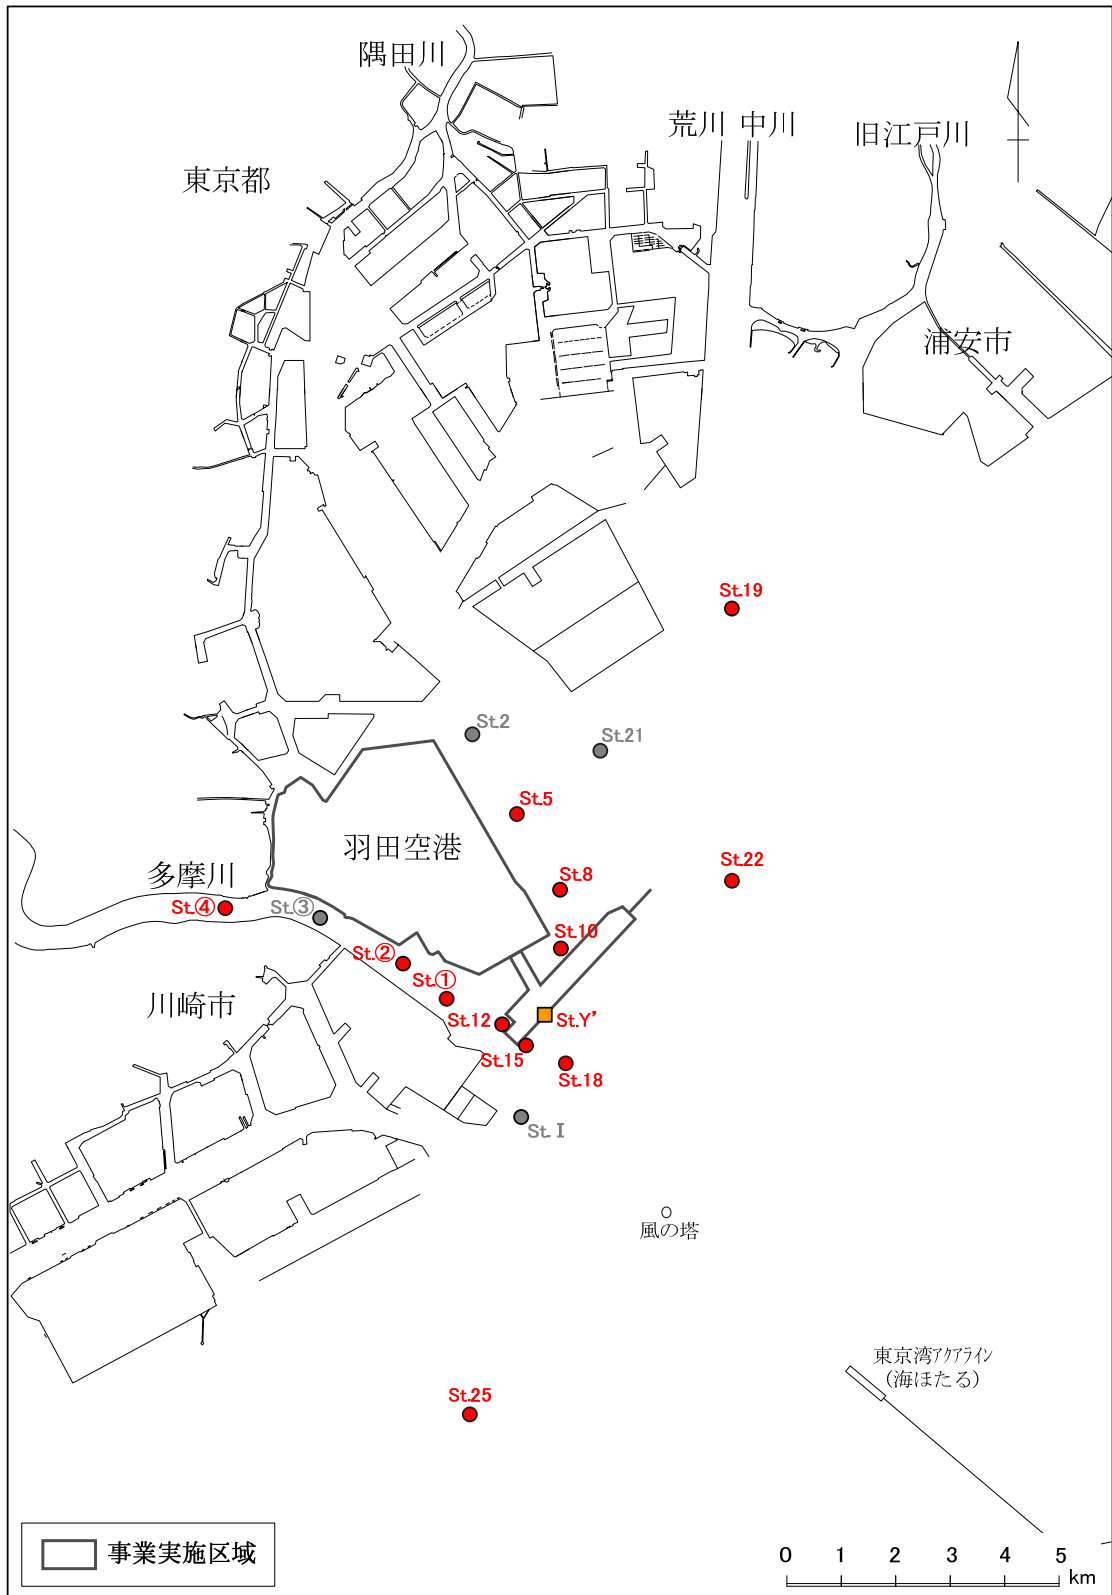 隅田川
荒川 中川
旧江戸川
東京都
浦安市
St.19
St.2
St.21
St.5
羽田空港
多摩川
St.22
St.8
St.④
St.③
St.10
St.②
St.①
川崎市
St.Y'
St.12
St.15
St.18
St.Ⅰ
風の塔
東京湾ｱｸｱﾗｲﾝ
（海ほたる）
St.25
事業実施区域
0 1 2 3 4 5
km